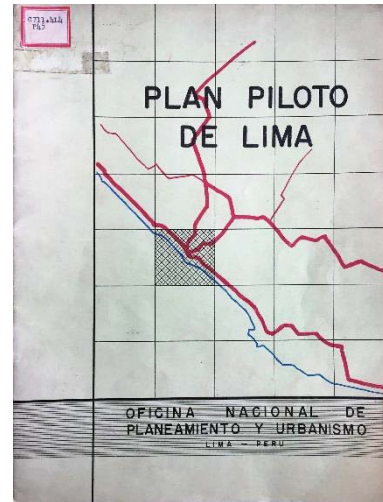 PLAN PILOTO
DE LIMA
OFICINA NACIONAL DE
PLANEAMIENTO Y URBANISMO
LIMA - PERU